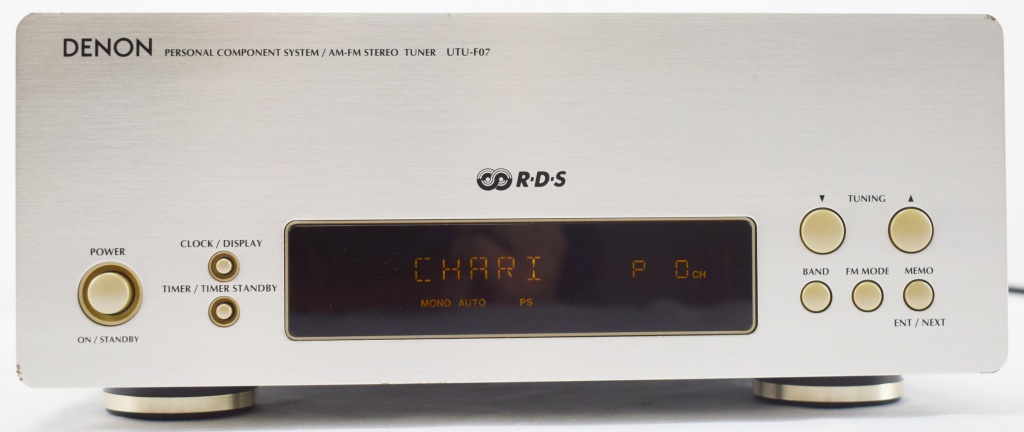 DENON PERSONAL COMPONENT SYSTEM / AM-FM STEREO TUNER UTU-F07
R·D·S
▼ TUNING ▲
POWER
CLOCK / DISPLAY
CHARI P 0CH
BAND FM MODE MEMO
TIMER / TIMER STANDBY
MONO AUTO PS
ENT / NEXT
ON / STANDBY